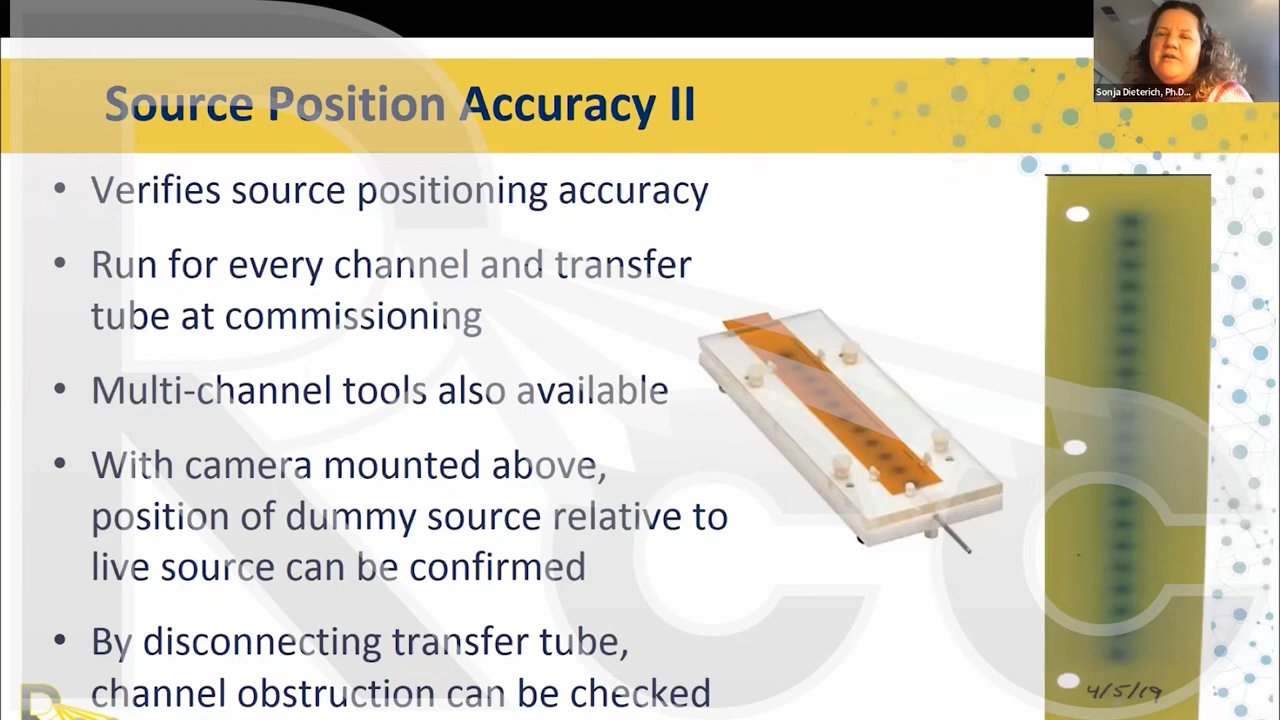 Sonja Dieterich, Ph.D...
Source Position Accuracy II
• Verifies source positioning accuracy
• Run for every channel and transfer
tube at commissioning
• Multi-channel tools also available
• With camera mounted above,
position of dummy source relative to
live source can be confirmed
• By disconnecting transfer tube,
channel obstruction can be checked
4/5/19
RCC